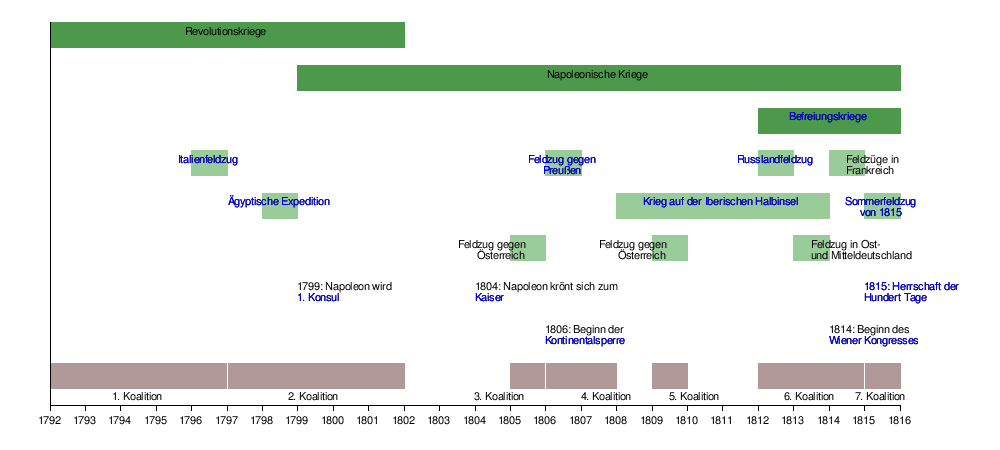 Revolutionskriege
Napoleonische Kriege
Befreiungskriege
Italienfeldzug
Feldzug gegen
Preußen
Russlandfeldzug
Feldzüge in
Frankreich
Ägyptische Expedition
Krieg auf der Iberischen Halbinsel
Sommerfeldzug
von 1815
Feldzug gegen
Österreich
Feldzug gegen
Österreich
Feldzug in Ost-
und Mitteldeutschland
1799: Napoleon wird
1. Konsul
1804: Napoleon krönt sich zum
Kaiser
1815: Herrschaft der
Hundert Tage
1806: Beginn der
Kontinentalsperre
1814: Beginn des
Wiener Kongresses
1. Koalition 2. Koalition 3. Koalition 4. Koalition 5. Koalition 6. Koalition 7. Koalition
1792 1793 1794 1795 1796 1797 1798 1799 1800 1801 1802 1803 1804 1805 1806 1807 1808 1809 1810 1811 1812 1813 1814 1815 1816